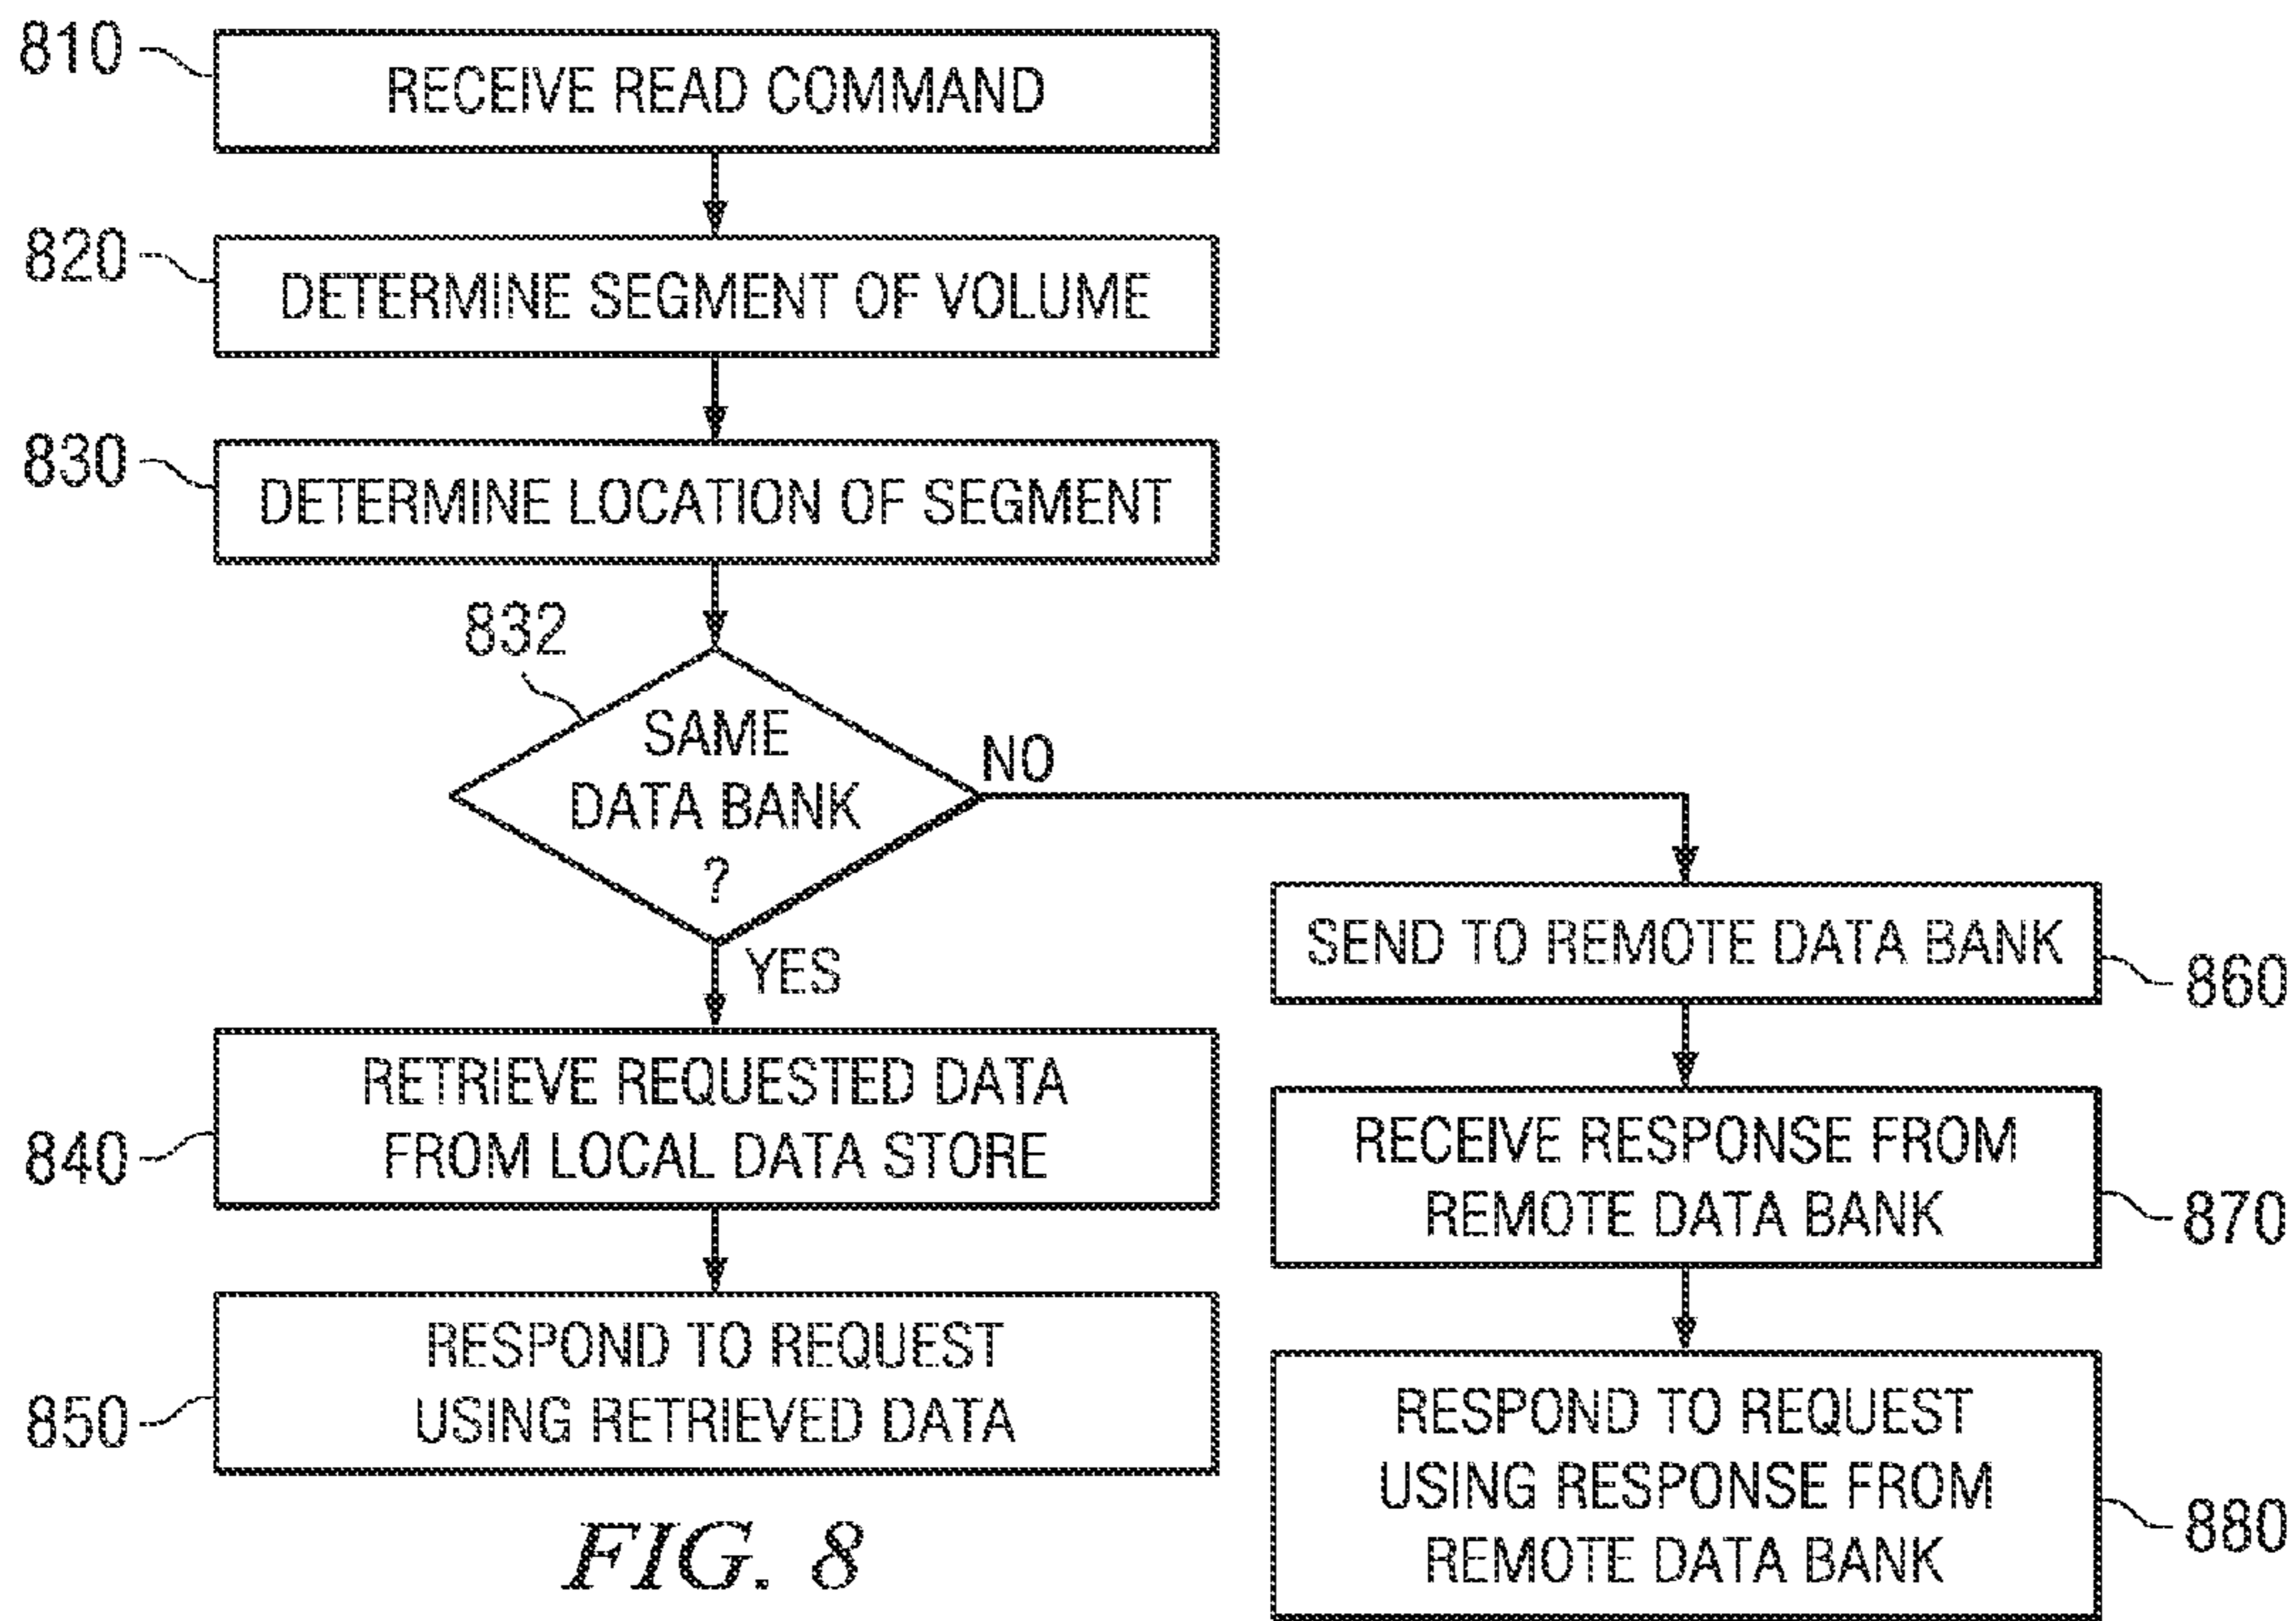 810
RECEIVE READ COMMAND
820
DETERMINE SEGMENT OF VOLUME
830
DETERMINE LOCATION OF SEGMENT
832
SAME
DATA BANK
?
NO
YES
840
RETRIEVE REQUESTED DATA
FROM LOCAL DATA STORE
850
RESPOND TO REQUEST
USING RETRIEVED DATA
SEND TO REMOTE DATA BANK
860
RECEIVE RESPONSE FROM
REMOTE DATA BANK
870
RESPOND TO REQUEST
USING RESPONSE FROM
REMOTE DATA BANK
880
FIG. 8